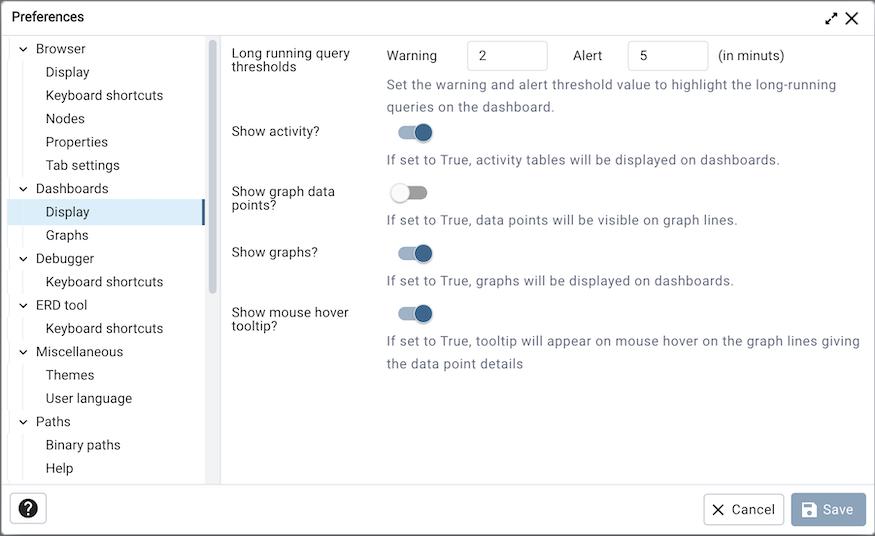 Preferences
Browser
Display
Keyboard shortcuts
Nodes
Properties
Tab settings
Dashboards
Display
Graphs
Debugger
Keyboard shortcuts
ERD tool
Keyboard shortcuts
Miscellaneous
Themes
User language
Paths
Binary paths
Help
Long running query
thresholds
Warning 2 Alert 5 (in minuts)
Set the warning and alert threshold value to highlight the long-running
queries on the dashboard.
Show activity?
If set to True, activity tables will be displayed on dashboards.
Show graph data
points?
If set to True, data points will be visible on graph lines.
Show graphs?
If set to True, graphs will be displayed on dashboards.
Show mouse hover
tooltip?
If set to True, tooltip will appear on mouse hover on the graph lines giving
the data point details
? Cancel Save